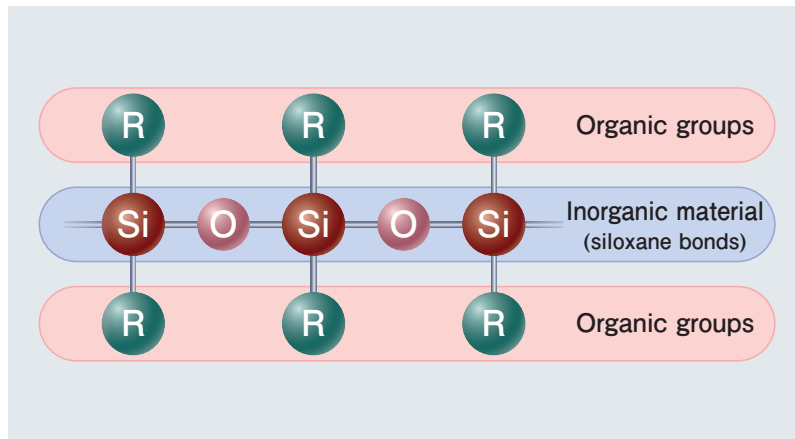 R R R Organic groups
Si O Si O Si Inorganic material
(siloxane bonds)
R R R Organic groups